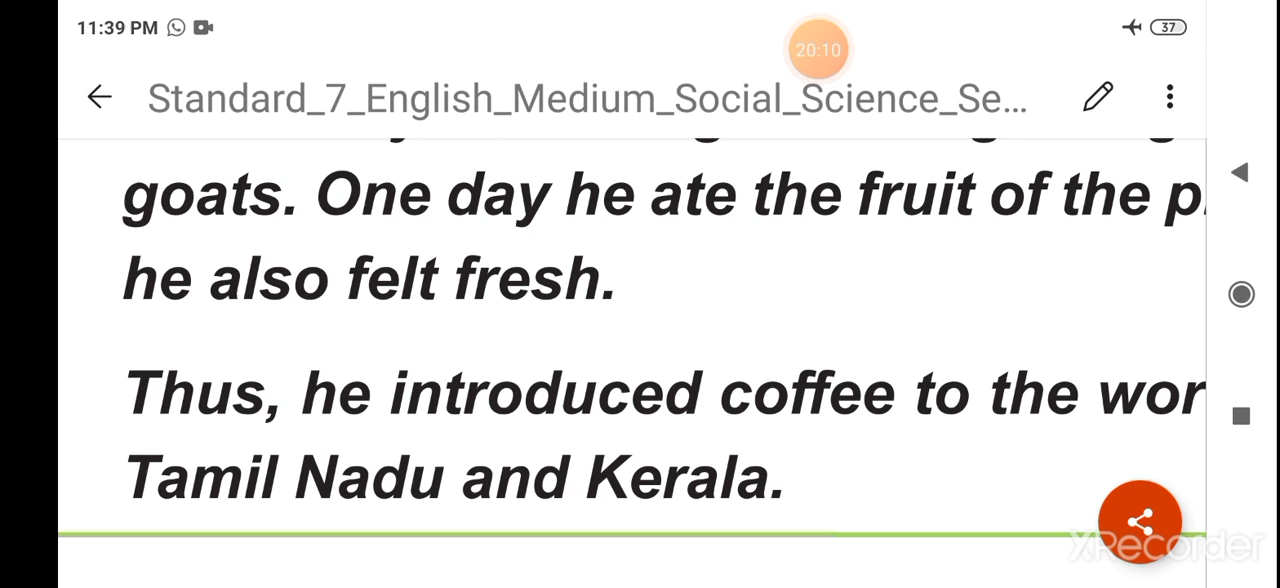 11:39 PM
37
20:10
Standard_7_English_Medium_Social_Science_Se...
goats. One day he ate the fruit of the
he also felt fresh.
Thus, he introduced coffee to the
Tamil Nadu and Kerala.
XRecorder